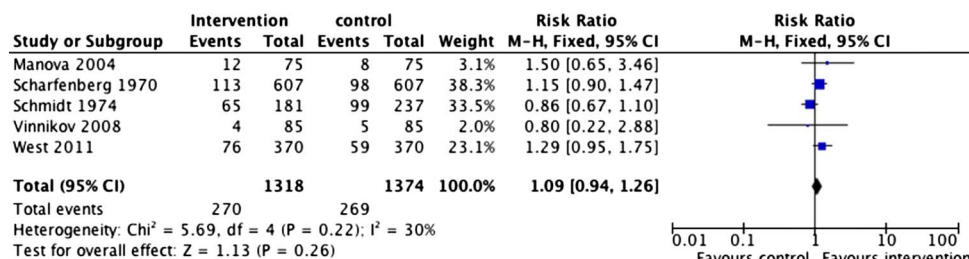 Intervention control Risk Ratio Risk Ratio
Study or Subgroup Events Total Events Total Weight M-H, Fixed, 95% CI M-H, Fixed, 95% CI
Manova 2004 12 75 8 75 3.1% 1.50 [0.65, 3.46]
Scharfenberg 1970 113 607 98 607 38.3% 1.15 [0.90, 1.47]
Schmidt 1974 65 181 99 237 33.5% 0.86 [0.67, 1.10]
Vinnikov 2008 4 85 5 85 2.0% 0.80 [0.22, 2.88]
West 2011 76 370 59 370 23.1% 1.29 [0.95, 1.75]
Total (95% CI) 1318 1374 100.0% 1.09 [0.94, 1.26]
Total events 270 269
Heterogeneity: Chi² = 5.69, df = 4 (P = 0.22); I² = 30%
Test for overall effect: Z = 1.13 (P = 0.26)
0.01 0.1 1 10 100
Favours control Favours intervention